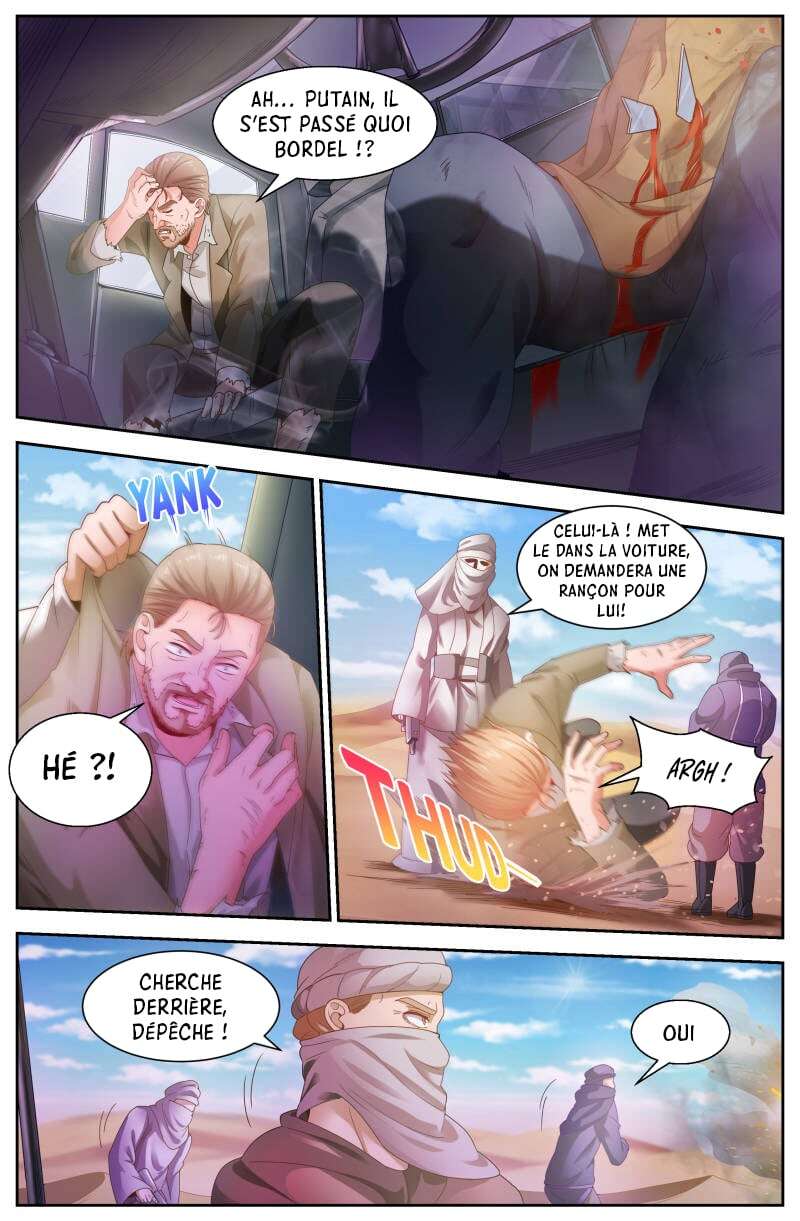 AH... PUTAIN, IL
S'EST PASSÉ QUOI
BORDEL !?
YANK
HÉ ?!
CELUI-LÀ ! MET
LE DANS LA VOITURE,
ON DEMANDERA UNE
RANÇON POUR
LUI!
THUD
ARGH !
CHERCHE
DERRIÈRE,
DÉPÊCHE !
OUI